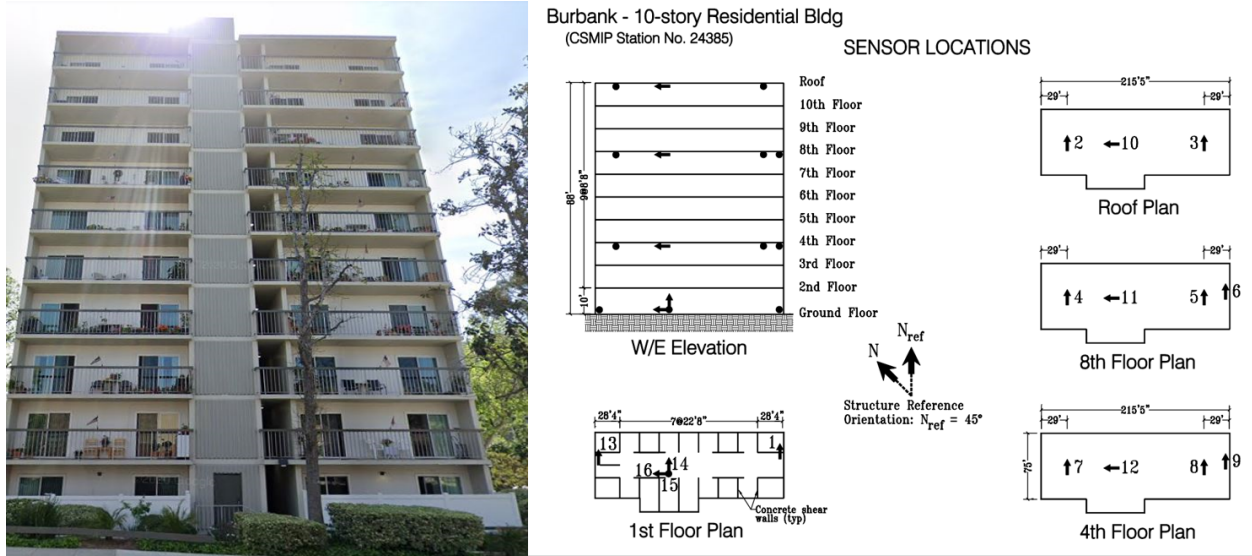 Burbank - 10-story Residential Bldg
(CSMIP Station No. 24385)
SENSOR LOCATIONS
Roof
10th Floor
9th Floor
8th Floor
7th Floor
6th Floor
5th Floor
4th Floor
3rd Floor
2nd Floor
Ground Floor
88'
9@8'8"
10'
W/E Elevation
215'5"
29' 29'
2 10 3
Roof Plan
29' 29'
4 11 5 6
8th Floor Plan
N Nref
Structure Reference
Orientation: Nref = 45°
28'4" 7@22'8" 28'4"
13 1
16 14
15
Concrete shear
walls (typ)
1st Floor Plan
215'5"
29' 29'
75'
7 12 8 9
4th Floor Plan